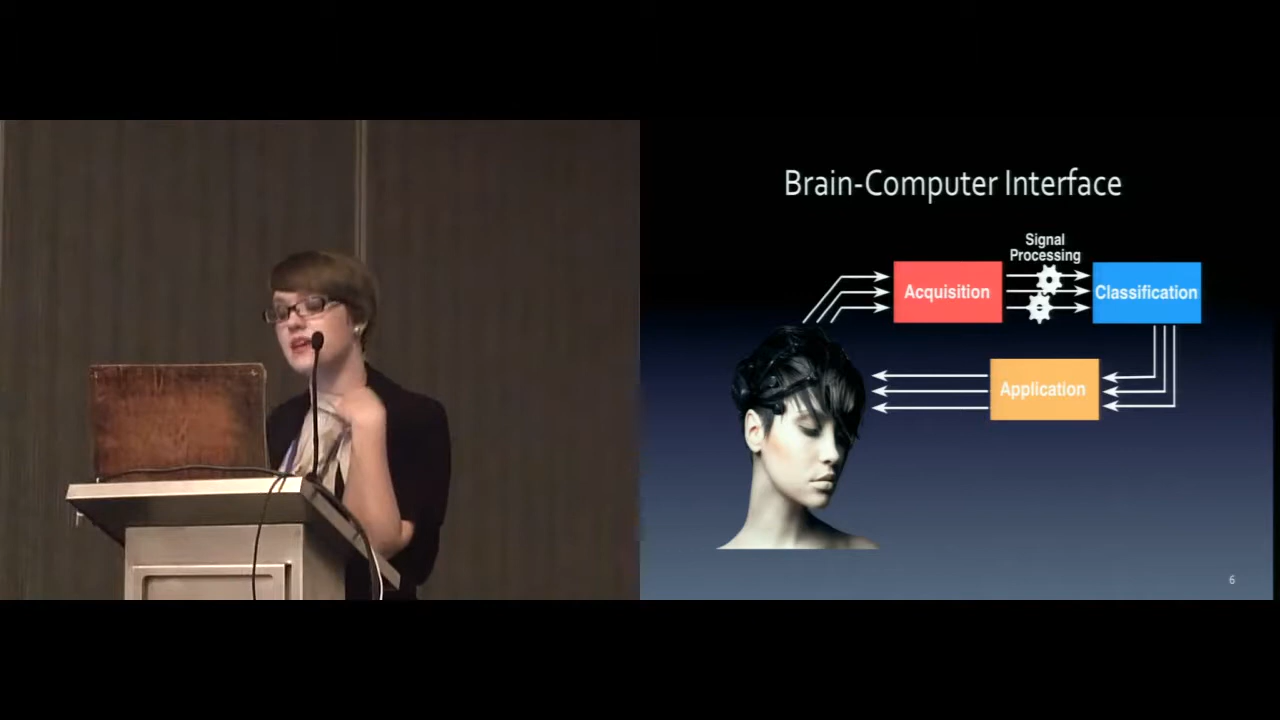 Brain-Computer Interface
Signal
Processing
Acquisition
Classification
Application
6